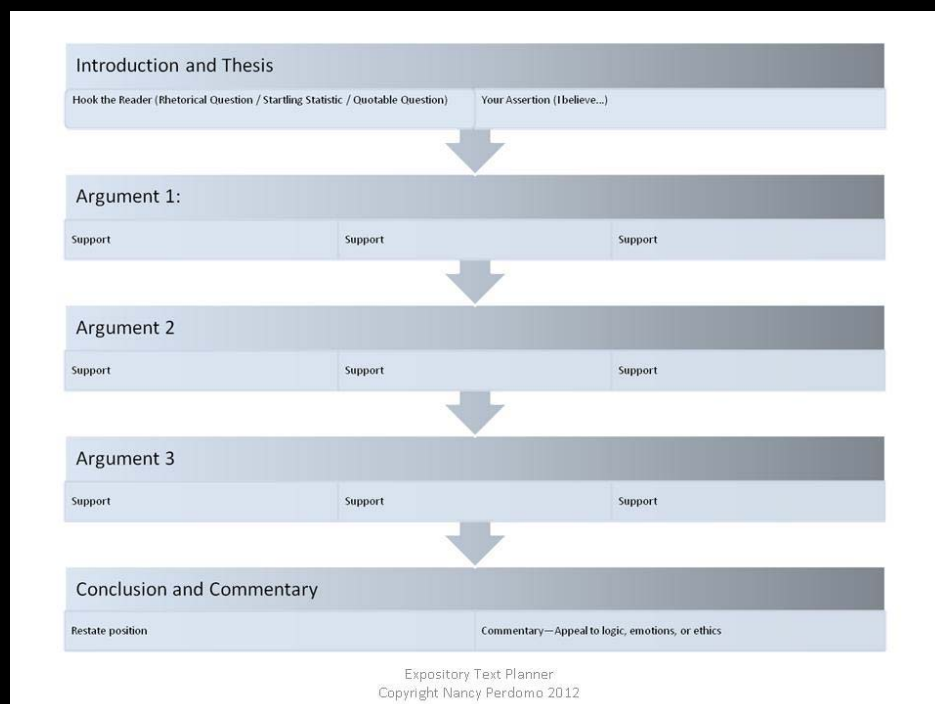 Introduction and Thesis
Hook the Reader (Rhetorical Question / Startling Statistic / Quotable Question)
Your Assertion (I believe...)
Argument 1:
Support
Support
Support
Argument 2
Support
Support
Support
Argument 3
Support
Support
Support
Conclusion and Commentary
Restate position
Commentary—Appeal to logic, emotions, or ethics
Expository Text Planner
Copyright Nancy Perdomo 2012